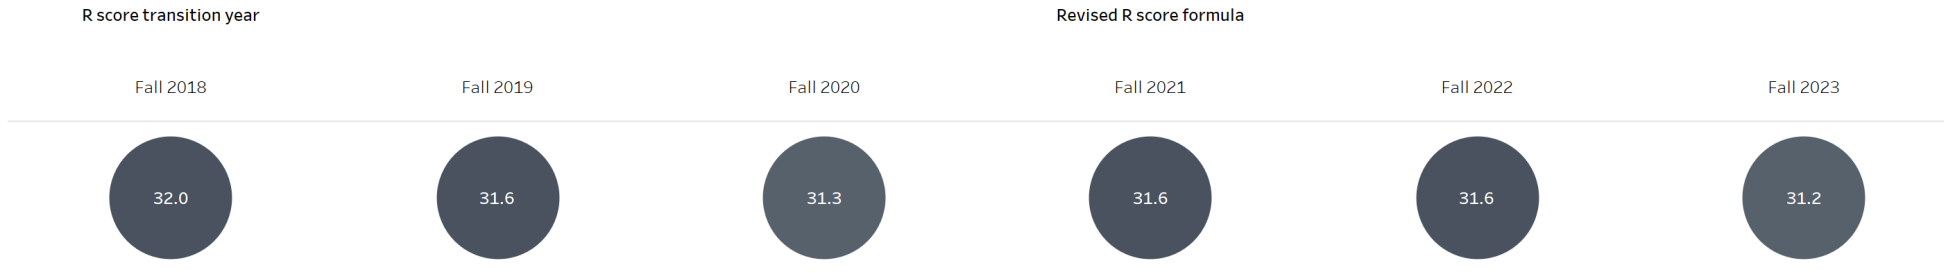 R score transition year Revised R score formula
Fall 2018 Fall 2019 Fall 2020 Fall 2021 Fall 2022 Fall 2023
32.0 31.6 31.3 31.6 31.6 31.2